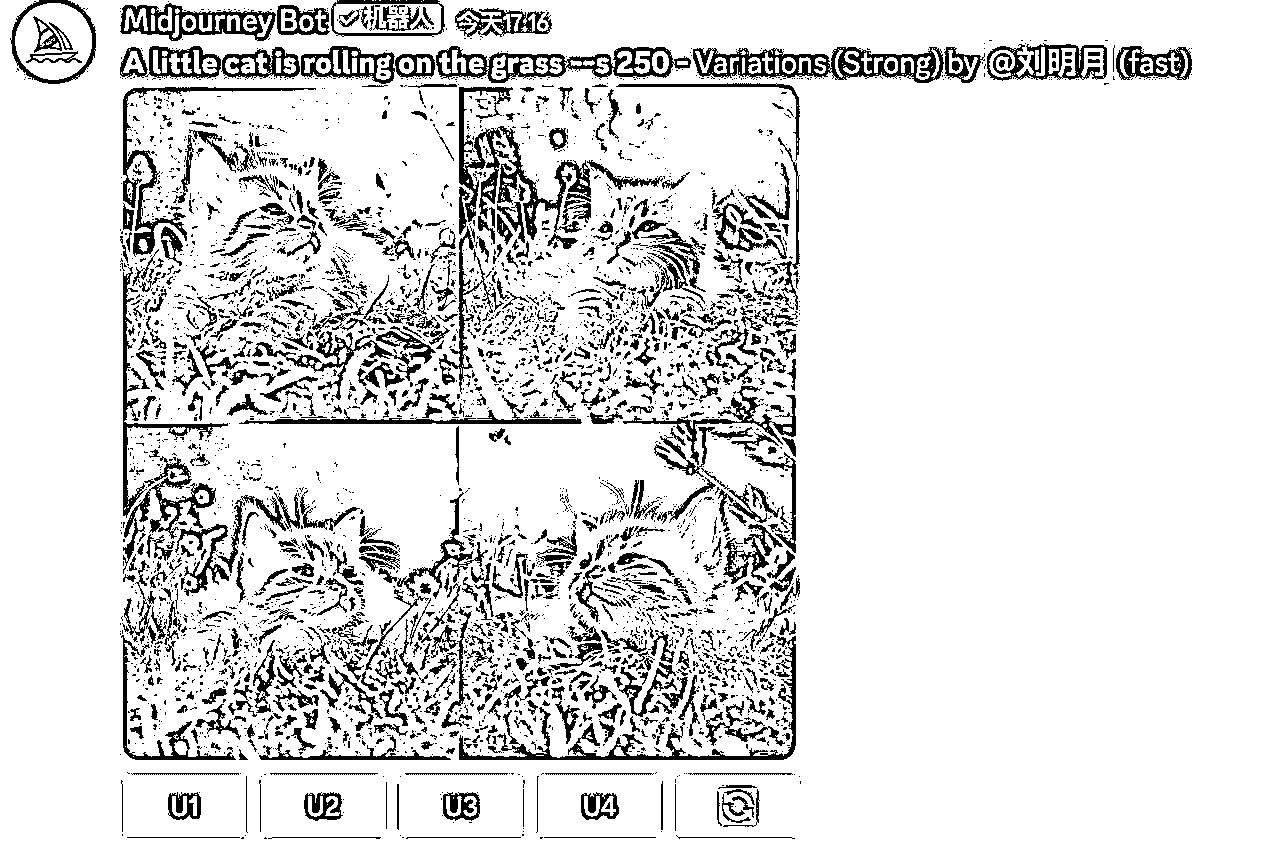 Midjourney Bot 机器人 今天17:16
A little cat is rolling on the grass --s 250 - Variations (Strong) by @刘明月 (fast)
U1 U2 U3 U4